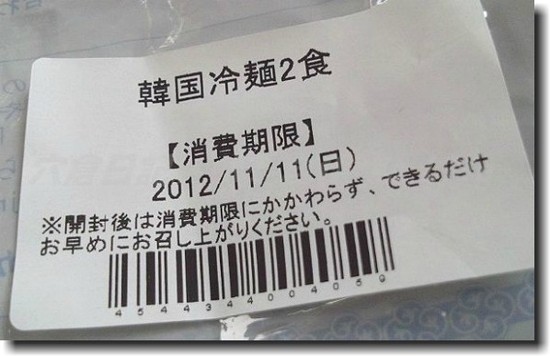 韓国冷麺2食
【消費期限】
2012/11/11(日)
※開封後は消費期限にかかわらず、できるだけ
お早めにお召し上がりください。
4544344004059